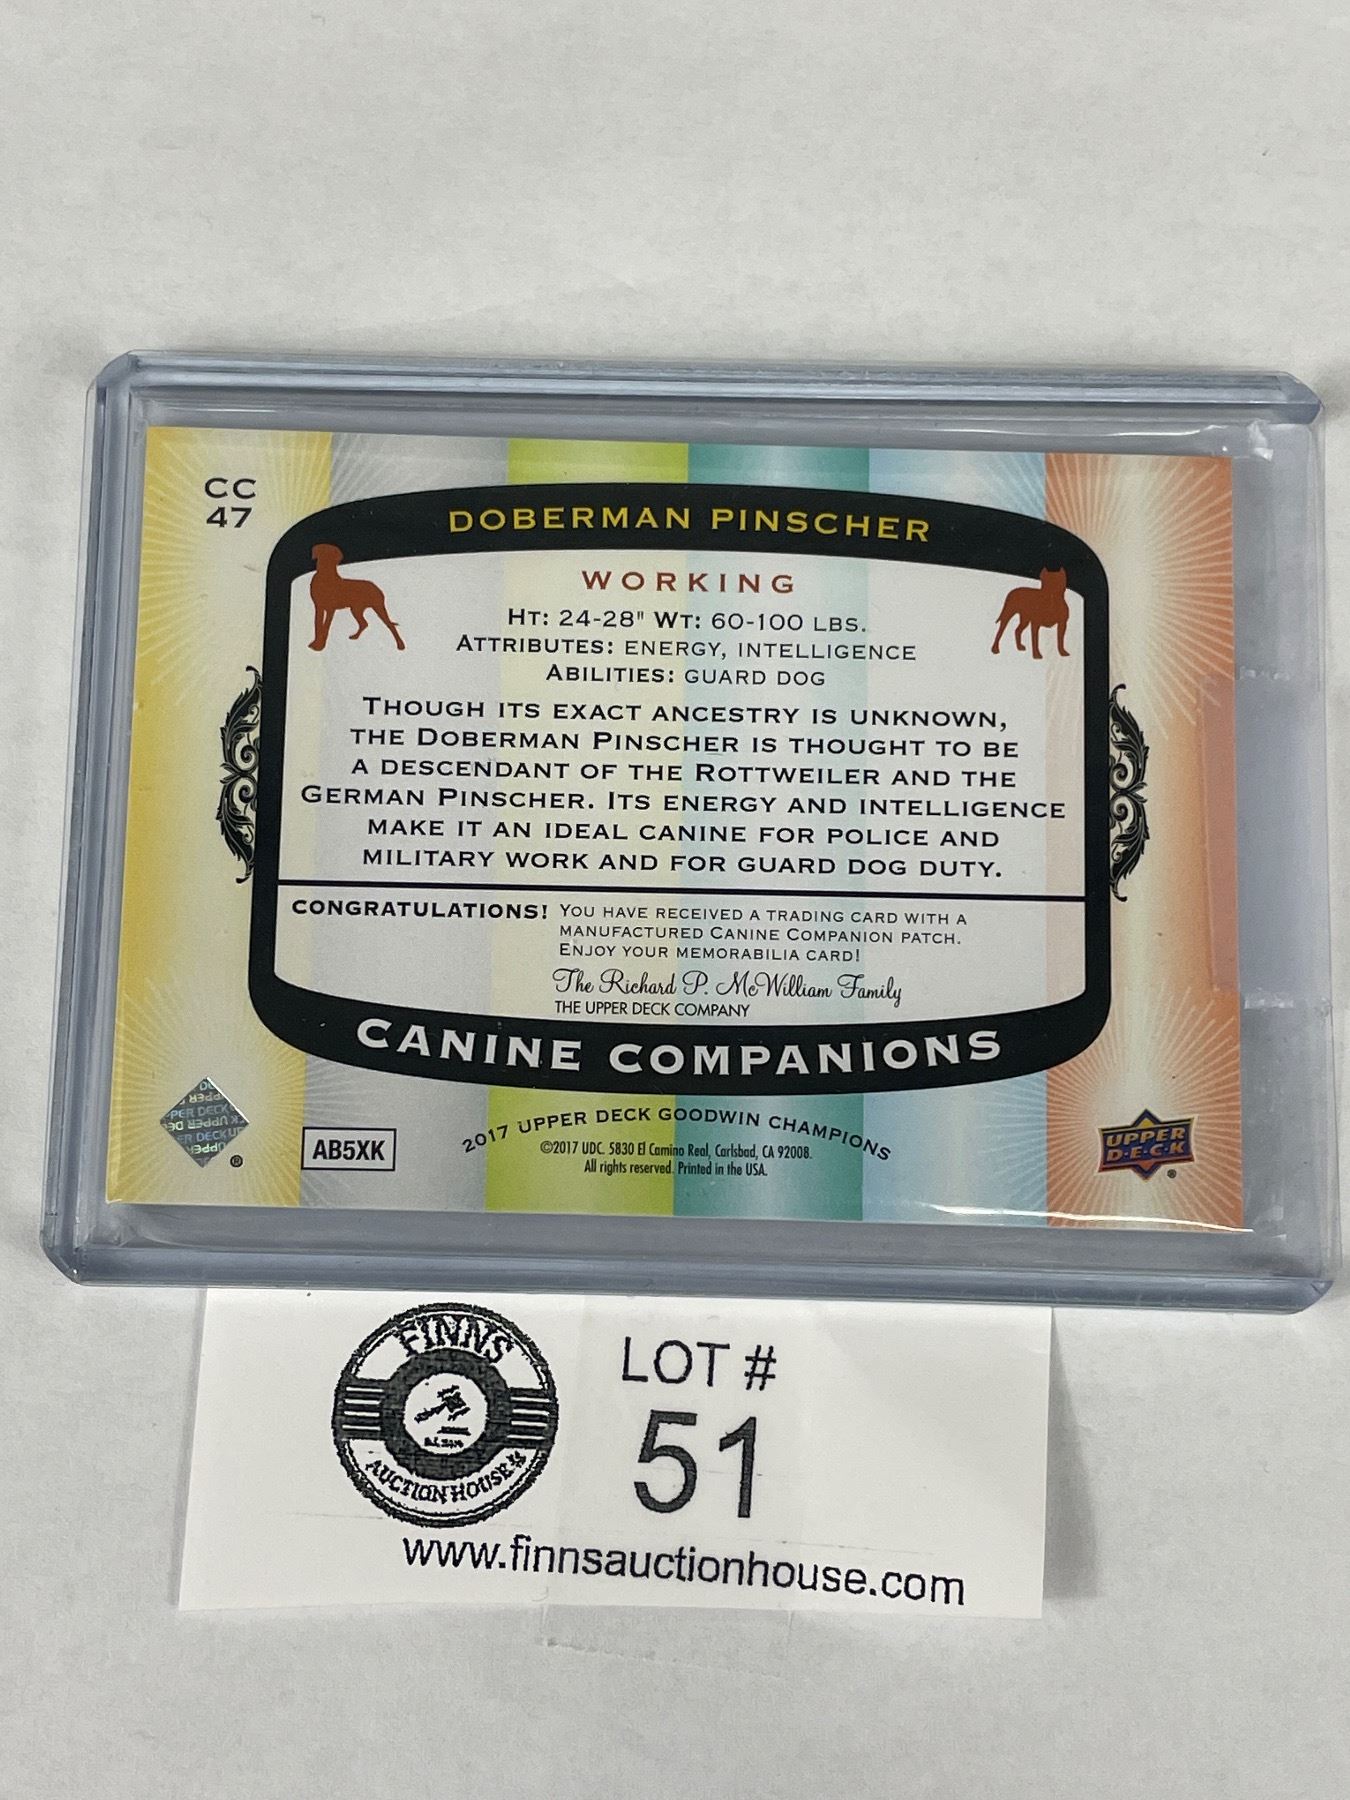 CC
47
DOBERMAN PINSCHER
WORKING
HT: 24-28" WT: 60-100 LBS.
ATTRIBUTES: ENERGY, INTELLIGENCE
ABILITIES: GUARD DOG
THOUGH ITS EXACT ANCESTRY IS UNKNOWN,
THE DOBERMAN PINSCHER IS THOUGHT TO BE
A DESCENDANT OF THE ROTTWEILER AND THE
GERMAN PINSCHER. ITS ENERGY AND INTELLIGENCE
MAKE IT AN IDEAL CANINE FOR POLICE AND
MILITARY WORK AND FOR GUARD DOG DUTY.
CONGRATULATIONS! YOU HAVE RECEIVED A TRADING CARD WITH A
MANUFACTURED CANINE COMPANION PATCH.
ENJOY YOUR MEMORABILIA CARD!
The Richard P. McWilliam Family
THE UPPER DECK COMPANY
CANINE COMPANIONS
2017 UPPER DECK GOODWIN CHAMPIONS
©2017 UDC. 5830 El Camino Real, Carlsbad, CA 92008.
All rights reserved. Printed in the USA.
AB5XK
®
UPPER
D·E·C·K
®
FINNS
AUCTION HOUSE
LOT #
51
www.finnsauctionhouse.com